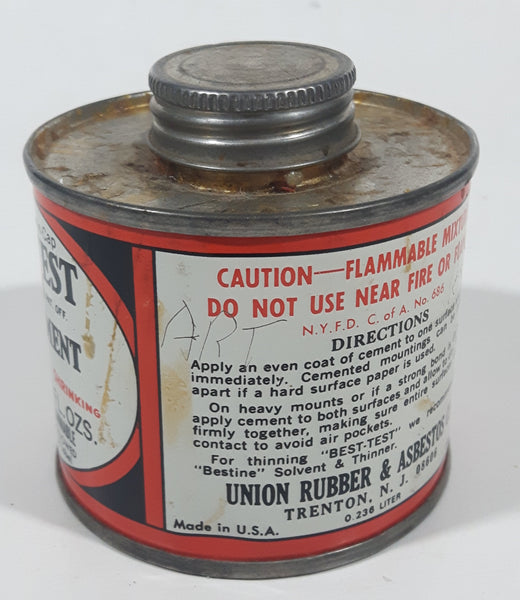 EST
OFF.
MENT
SHRINKING
OZS.
CAUTION—FLAMMABLE
DO NOT USE NEAR FIRE OR
N.Y.F.D. C. of A. No. 686
ART
DIRECTIONS
Apply an even coat of cement to one
immediately. Cemented mountings can
apart if a hard surface paper is used.
On heavy mounts or if a strong bond
apply cement to both surfaces and allow
firmly together, making sure entire
contact to avoid air pockets.
For thinning "BEST-TEST" we
"Bestine" Solvent & Thinner.
UNION RUBBER & ASBESTOS
TRENTON, N. J. 08606
0.236 LITER
Made in U.S.A.